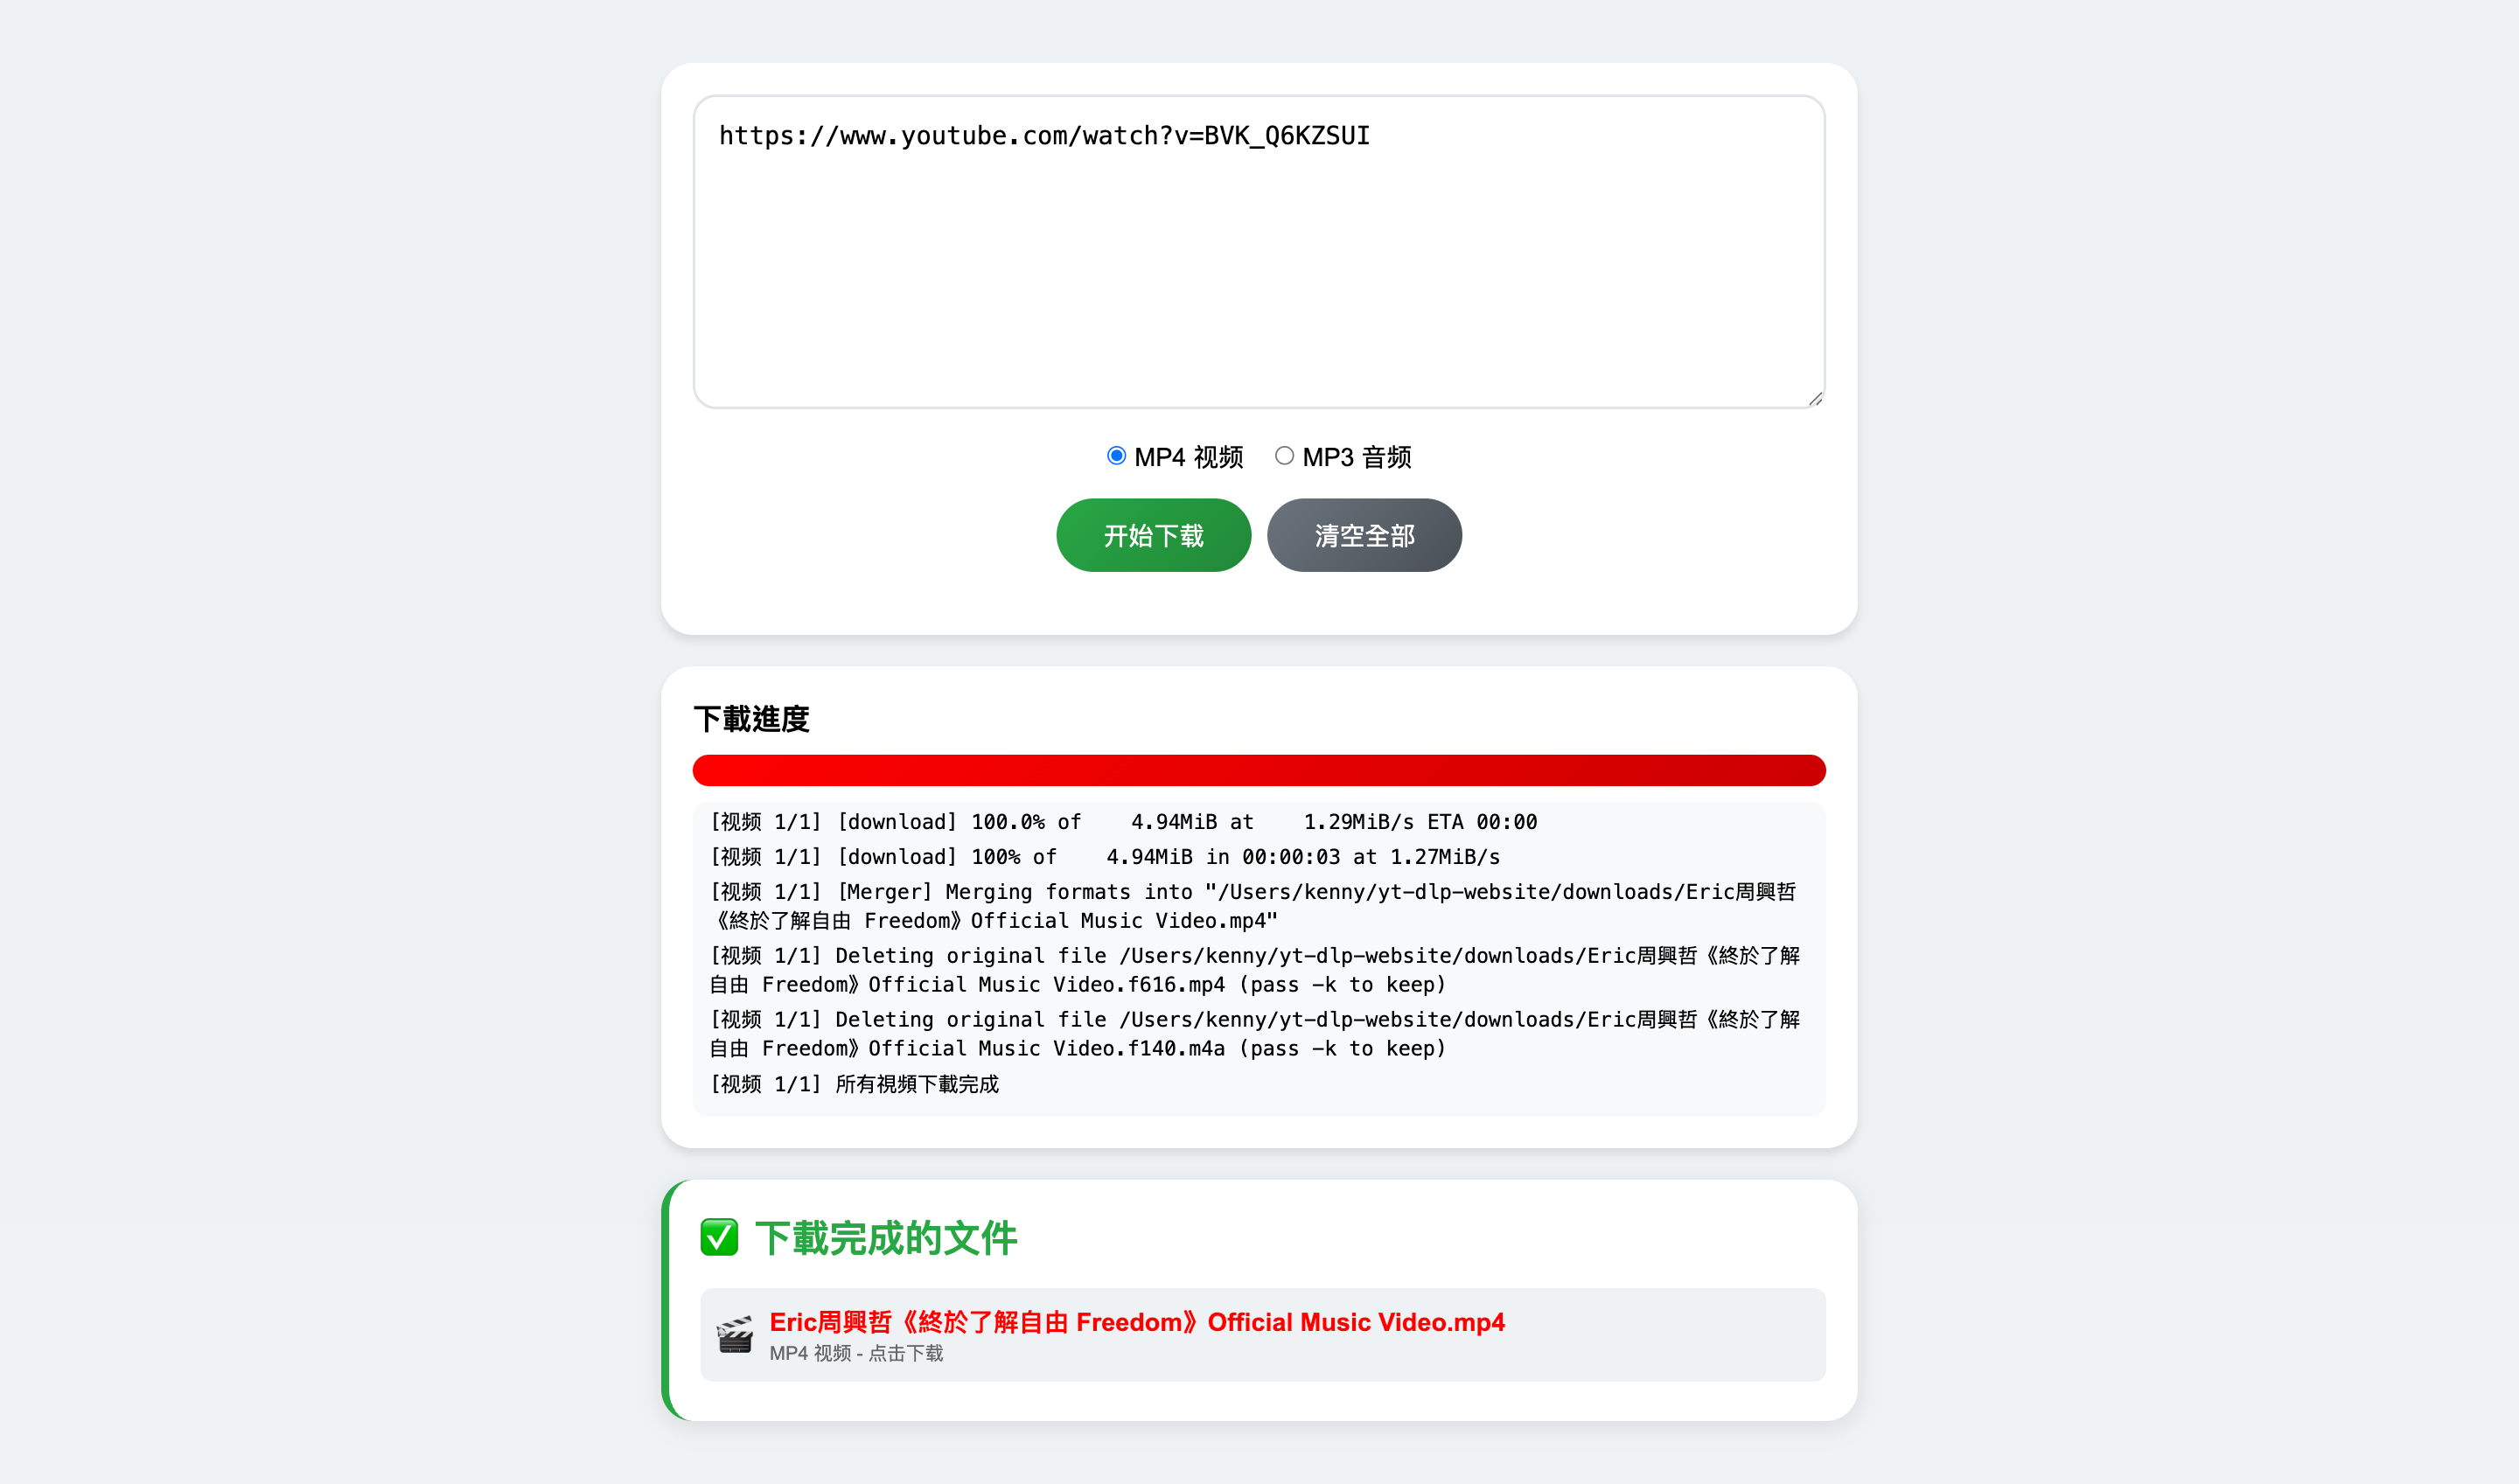 https://www.youtube.com/watch?v=BVK_Q6KZSUI
MP4 视频 MP3 音频
开始下载 清空全部
下載進度
[视频 1/1] [download] 100.0% of    4.94MiB at    1.29MiB/s ETA 00:00
[视频 1/1] [download] 100% of    4.94MiB in 00:00:03 at 1.27MiB/s
[视频 1/1] [Merger] Merging formats into "/Users/kenny/yt-dlp-website/downloads/Eric周興哲
《終於了解自由 Freedom》Official Music Video.mp4"
[视频 1/1] Deleting original file /Users/kenny/yt-dlp-website/downloads/Eric周興哲《終於了解
自由 Freedom》Official Music Video.f616.mp4 (pass -k to keep)
[视频 1/1] Deleting original file /Users/kenny/yt-dlp-website/downloads/Eric周興哲《終於了解
自由 Freedom》Official Music Video.f140.m4a (pass -k to keep)
[视频 1/1] 所有視頻下載完成
下載完成的文件
Eric周興哲《終於了解自由 Freedom》Official Music Video.mp4
MP4 视频 - 点击下载